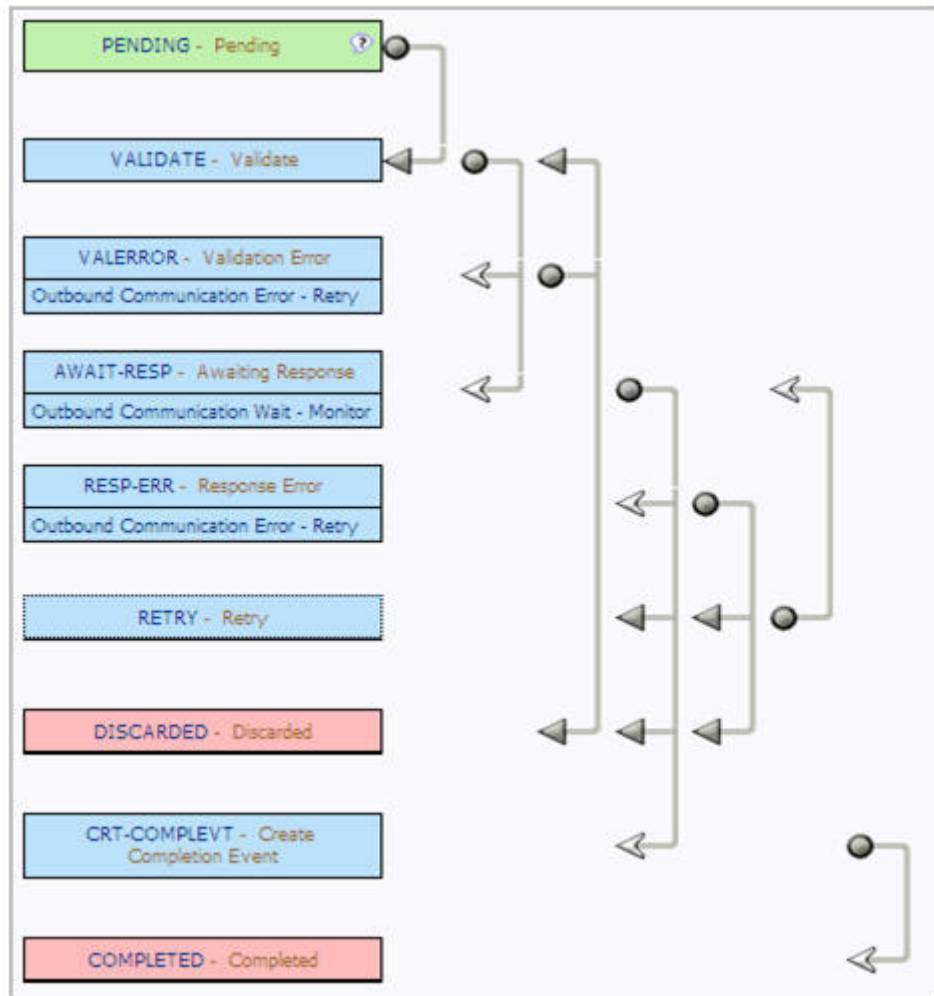 PENDING - Pending ?
VALIDATE - Validate
VALERROR - Validation Error
Outbound Communication Error - Retry
AWAIT-RESP - Awaiting Response
Outbound Communication Wait - Monitor
RESP-ERR - Response Error
Outbound Communication Error - Retry
RETRY - Retry
DISCARDED - Discarded
CRT-COMPLEVT - Create
Completion Event
COMPLETED - Completed